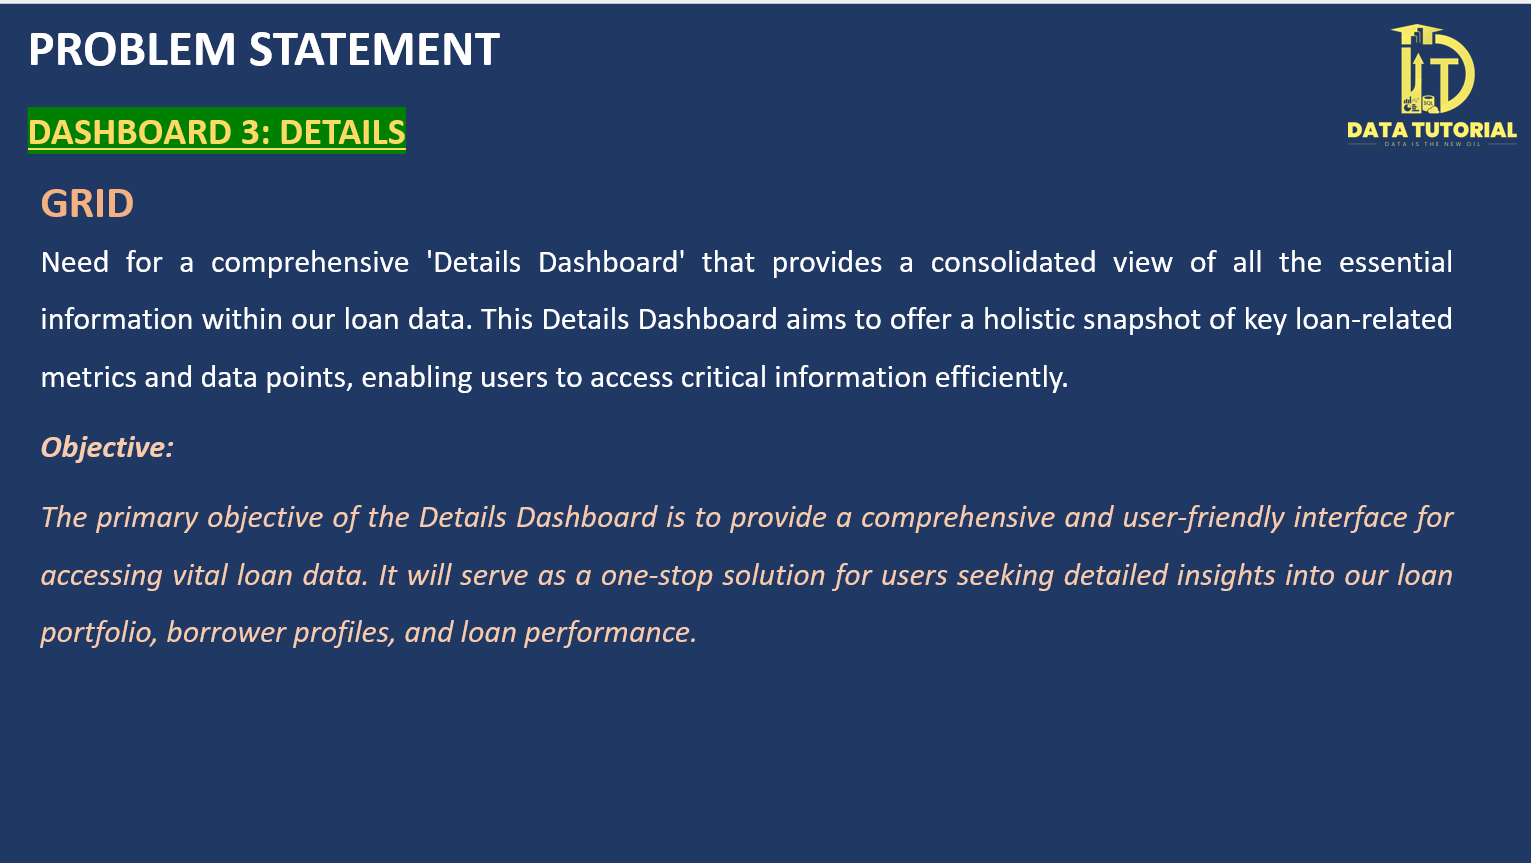 PROBLEM STATEMENT
DATA TUTORIAL
DATA IS THE NEW OIL
DASHBOARD 3: DETAILS
GRID
Need for a comprehensive 'Details Dashboard' that provides a consolidated view of all the essential
information within our loan data. This Details Dashboard aims to offer a holistic snapshot of key loan-related
metrics and data points, enabling users to access critical information efficiently.
Objective:
The primary objective of the Details Dashboard is to provide a comprehensive and user-friendly interface for
accessing vital loan data. It will serve as a one-stop solution for users seeking detailed insights into our loan
portfolio, borrower profiles, and loan performance.